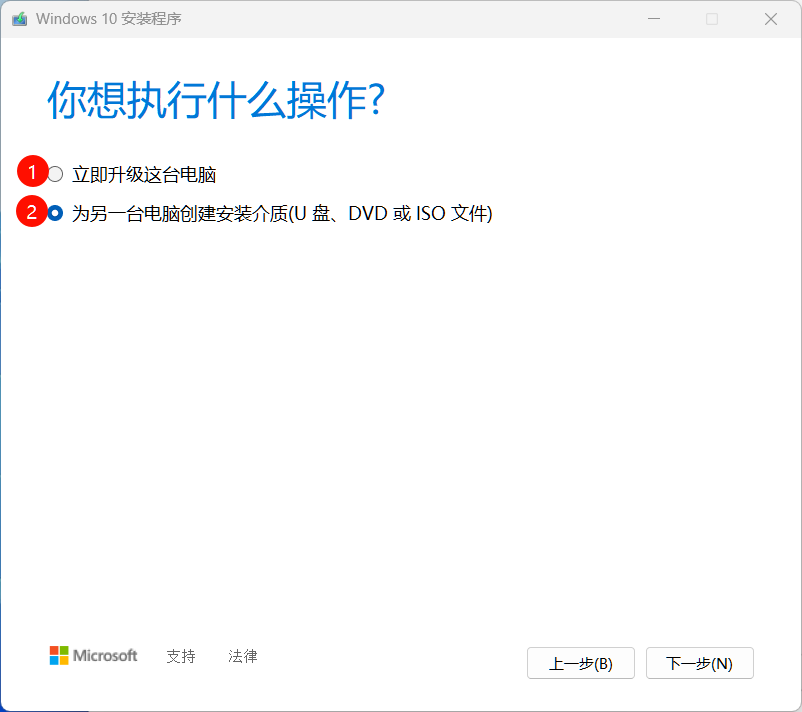 Windows 10 安装程序
你想执行什么操作?
1 立即升级这台电脑
2 为另一台电脑创建安装介质(U 盘、DVD 或 ISO 文件)
Microsoft 支持 法律 上一步(B) 下一步(N)